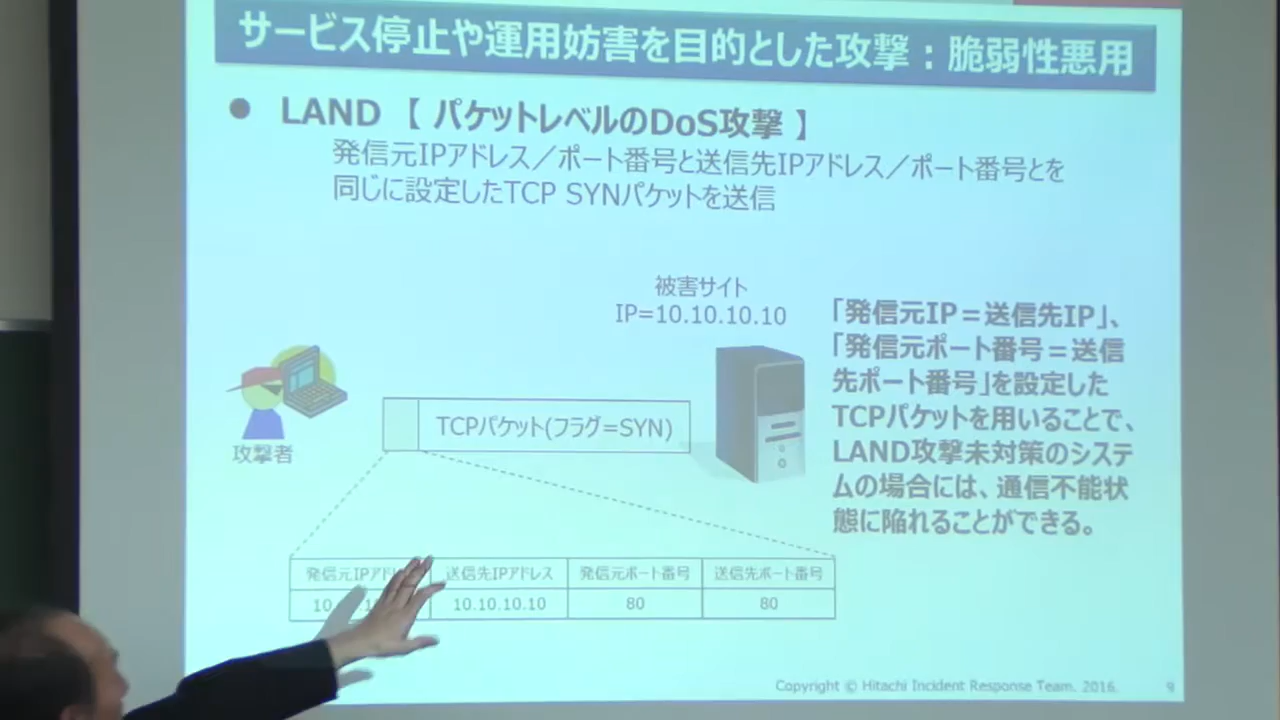 サービス停止や運用妨害を目的とした攻撃：脆弱性悪用
● LAND 【 パケットレベルのDoS攻撃 】
発信元IPアドレス／ポート番号と送信先IPアドレス／ポート番号とを
同じに設定したTCP SYNパケットを送信
被害サイト
IP=10.10.10.10
「発信元IP＝送信先IP」、
「発信元ポート番号＝送信
先ポート番号」を設定した
TCPパケットを用いることで、
LAND攻撃未対策のシステ
ムの場合には、通信不能状
態に陥れることができる。
攻撃者
TCPパケット(フラグ=SYN)
発信元IPアドレ 送信先IPアドレス 発信元ポート番号 送信先ポート番号
10 10.10.10.10 80 80
Copyright © Hitachi Incident Response Team. 2016. 9